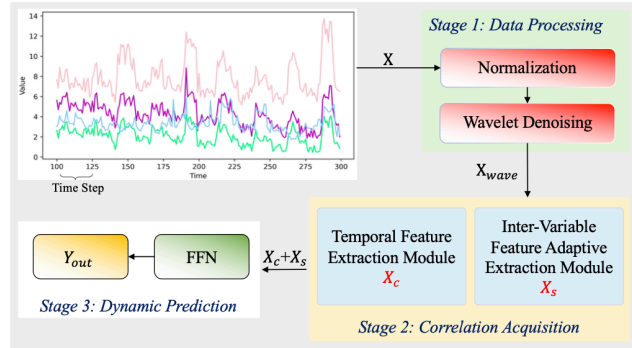 14
12
10
8
6
4
2
0
Value
100
125
150
175
200
225
250
275
300
Time
Time Step
X
Stage 1: Data Processing
Normalization
Wavelet Denoising
X_wave
Temporal Feature
Extraction Module
X_c
Inter-Variable
Feature Adaptive
Extraction Module
X_s
Stage 2: Correlation Acquisition
X_c+X_s
FFN
Y_out
Stage 3: Dynamic Prediction